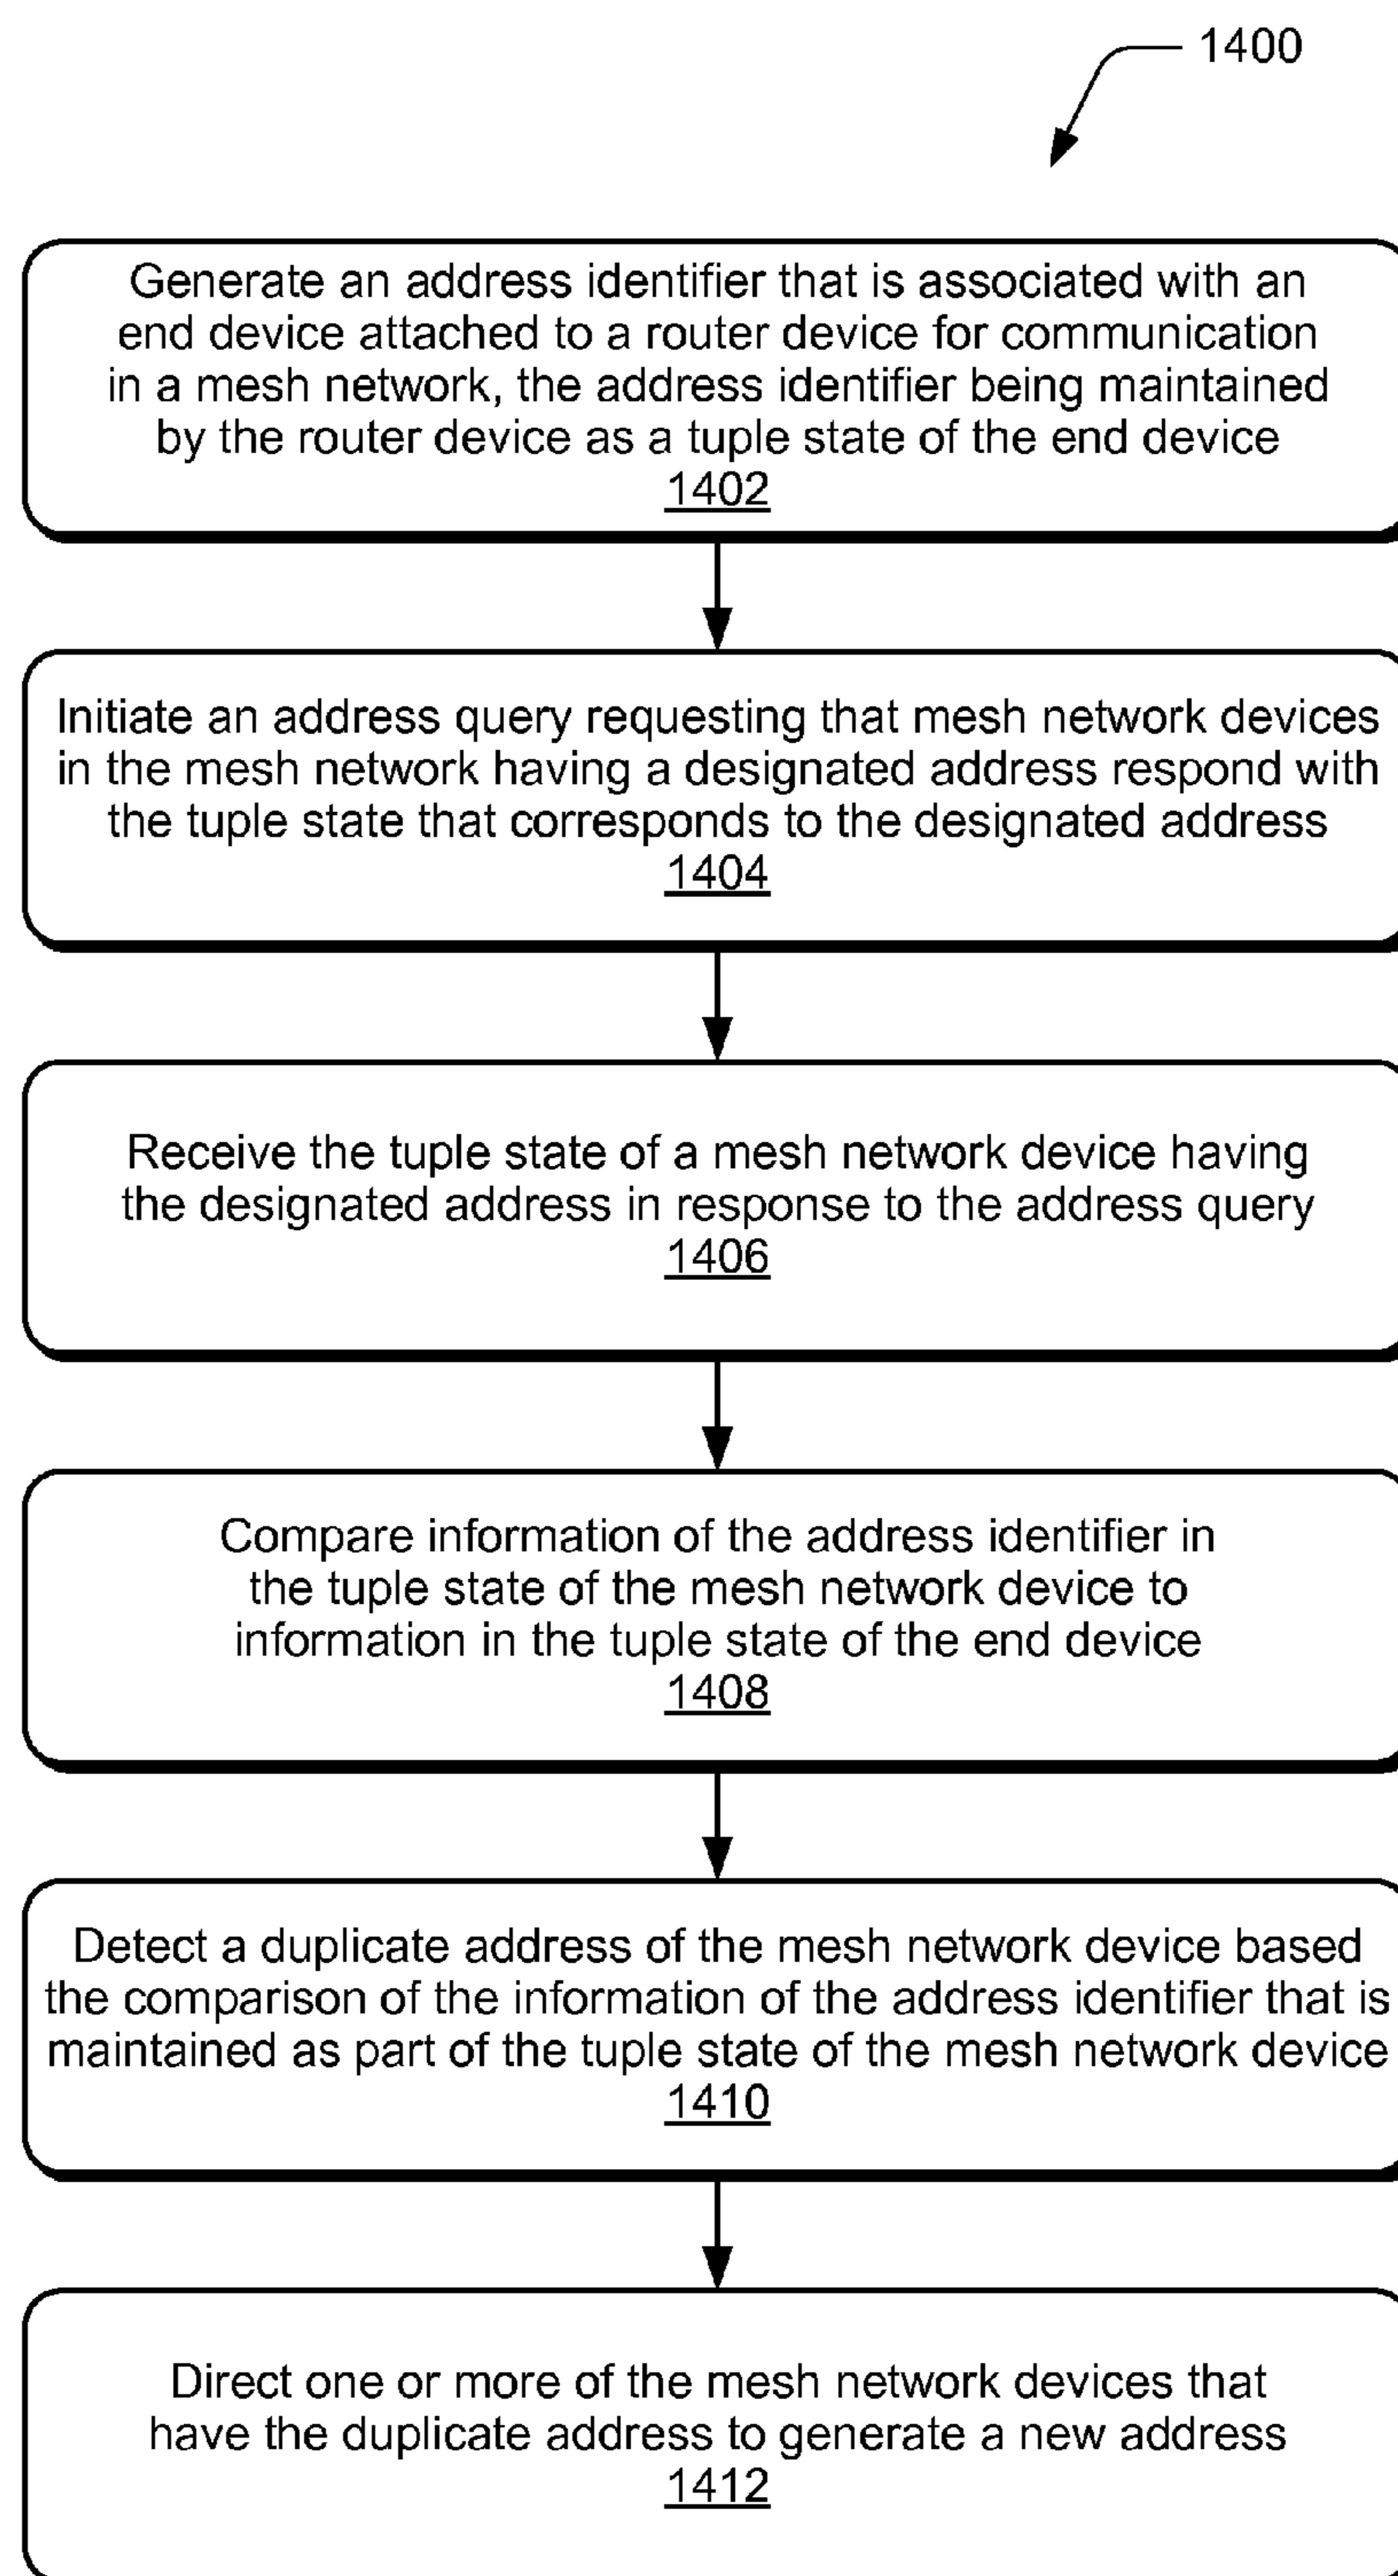 1400
Generate an address identifier that is associated with an
end device attached to a router device for communication
in a mesh network, the address identifier being maintained
by the router device as a tuple state of the end device
1402
Initiate an address query requesting that mesh network devices
in the mesh network having a designated address respond with
the tuple state that corresponds to the designated address
1404
Receive the tuple state of a mesh network device having
the designated address in response to the address query
1406
Compare information of the address identifier in
the tuple state of the mesh network device to
information in the tuple state of the end device
1408
Detect a duplicate address of the mesh network device based
the comparison of the information of the address identifier that is
maintained as part of the tuple state of the mesh network device
1410
Direct one or more of the mesh network devices that
have the duplicate address to generate a new address
1412